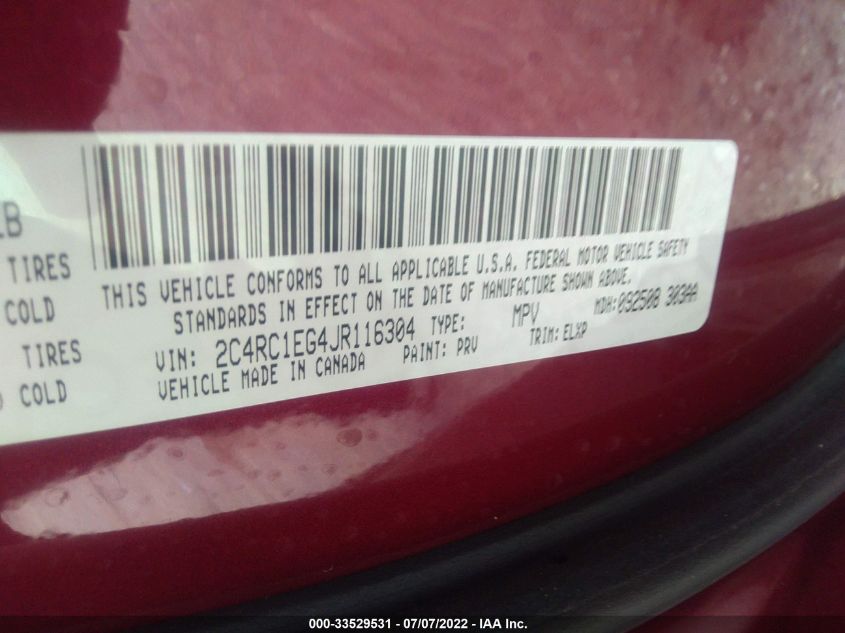 LB
TIRES
COLD
TIRES
COLD
THIS VEHICLE CONFORMS TO ALL APPLICABLE U.S.A. FEDERAL MOTOR VEHICLE SAFETY
STANDARDS IN EFFECT ON THE DATE OF MANUFACTURE SHOWN ABOVE.
VIN: 2C4RC1EG4JR116304 TYPE: MPV MDH:092508 303AA
VEHICLE MADE IN CANADA PAINT: PRV TRIM: ELXP
000-33529531 - 07/07/2022 - IAA Inc.